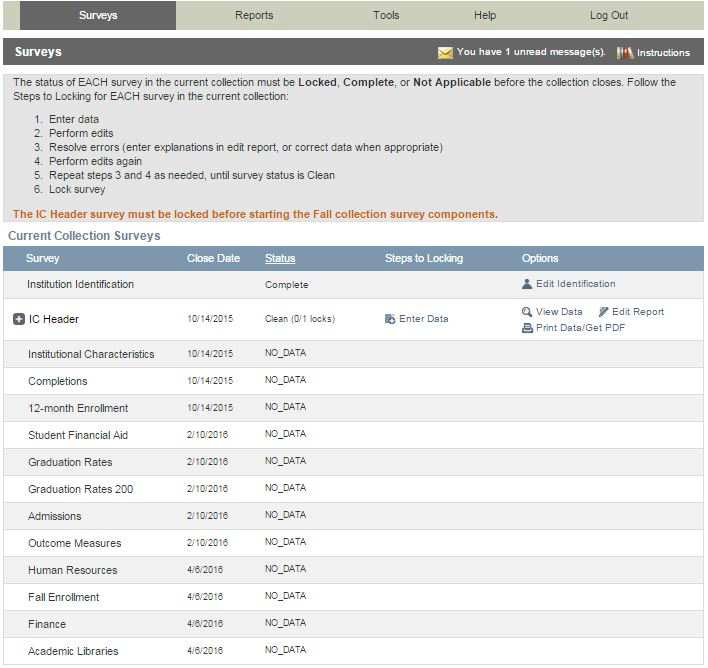 Surveys Reports Tools Help Log Out
Surveys You have 1 unread message(s). Instructions
The status of EACH survey in the current collection must be Locked, Complete, or Not Applicable before the collection closes. Follow the
Steps to Locking for EACH survey in the current collection:
1. Enter data
2. Perform edits
3. Resolve errors (enter explanations in edit report, or correct data when appropriate)
4. Perform edits again
5. Repeat steps 3 and 4 as needed, until survey status is Clean
6. Lock survey
The IC Header survey must be locked before starting the Fall collection survey components.
Current Collection Surveys
Survey Close Date Status Steps to Locking Options
Institution Identification Complete Edit Identification
IC Header 10/14/2015 Clean (0/1 locks) Enter Data View Data Edit Report
Print Data/Get PDF
Institutional Characteristics 10/14/2015 NO_DATA
Completions 10/14/2015 NO_DATA
12-month Enrollment 10/14/2015 NO_DATA
Student Financial Aid 2/10/2016 NO_DATA
Graduation Rates 2/10/2016 NO_DATA
Graduation Rates 200 2/10/2016 NO_DATA
Admissions 2/10/2016 NO_DATA
Outcome Measures 2/10/2016 NO_DATA
Human Resources 4/6/2016 NO_DATA
Fall Enrollment 4/6/2016 NO_DATA
Finance 4/6/2016 NO_DATA
Academic Libraries 4/6/2016 NO_DATA